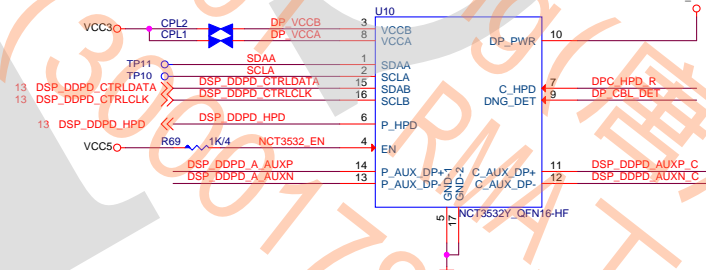 U10
VCC3 CPL2 DP_VCCB 3 VCCB
CPL1 DP_VCCA 8 VCCA DP_PWR 10
TP11 SDAA 1 SDAA
TP10 SCLA 2 SCLA
13 DSP_DDPD_CTRLDATA DSP_DDPD_CTRLDATA 15 SDAB C_HPD 7 DPC_HPD_R
13 DSP_DDPD_CTRLCLK DSP_DDPD_CTRLCLK 16 SCLB DNG_DET 9 DP_CBL_DET
13 DSP_DDPD_HPD DSP_DDPD_HPD 6 P_HPD
VCC5 R69 1K/4 NCT3532_EN 4 EN
DSP_DDPD_A_AUXP 14 P_AUX_DP+ C_AUX_DP+ 11 DSP_DDPD_AUXP_C
DSP_DDPD_A_AUXN 13 P_AUX_DP- C_AUX_DP- 12 DSP_DDPD_AUXN_C
GND-1
GND-2
5
17
NCT3532Y_QFN16-HF